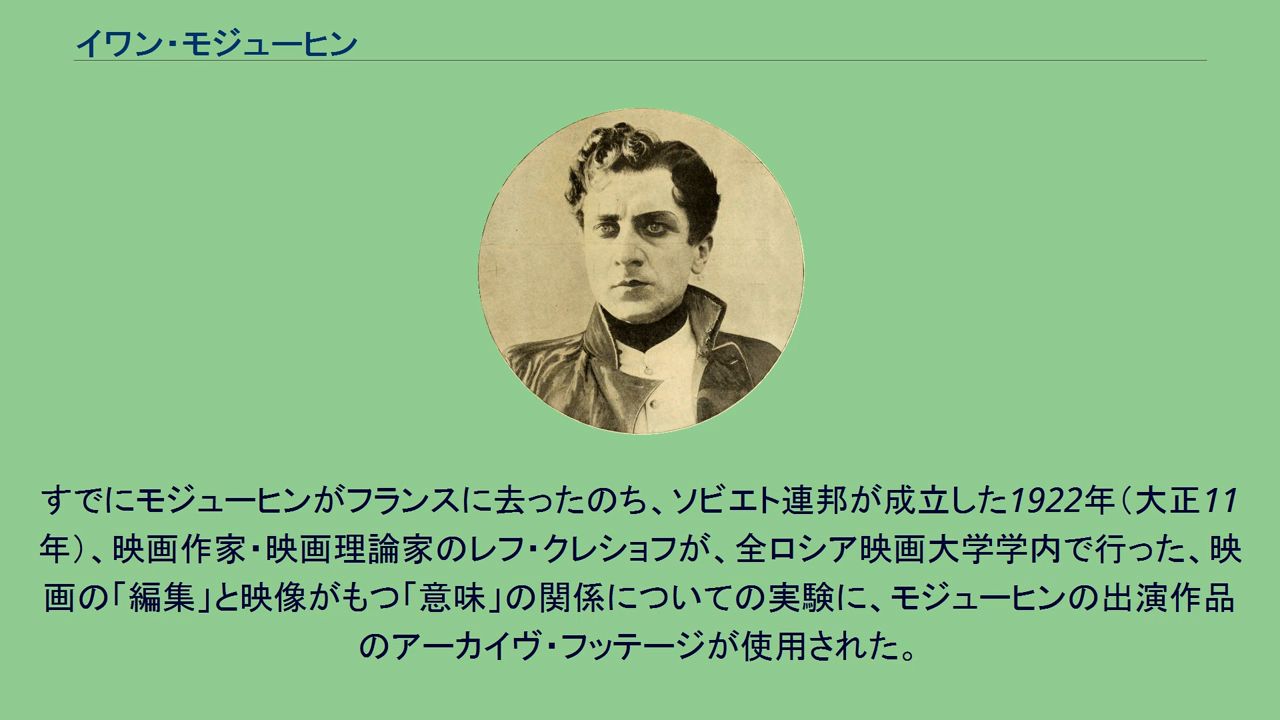 イワン・モジューヒン
すでにモジューヒンがフランスに去ったのち、ソビエト連邦が成立した1922年（大正11
年）、映画作家・映画理論家のレフ・クレショフが、全ロシア映画大学学内で行った、映
画の「編集」と映像がもつ「意味」の関係についての実験に、モジューヒンの出演作品
のアーカイヴ・フッテージが使用された。